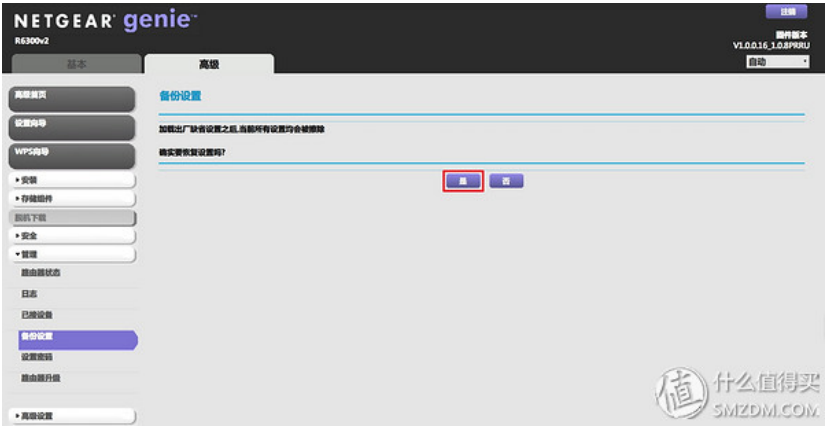 NETGEAR genie
R6300v2
注销
固件版本
V1.0.0.16_1.0.8PRRU
自动
基本
高级
高级首页
设置向导
WPS向导
安装
存储组件
脱机下载
安全
管理
路由器状态
日志
已接设备
备份设置
设置密码
路由器升级
高级设置
备份设置
加载出厂缺省设置之后,当前所有设置均会被擦除
确实要恢复设置吗?
是
否
值 什么值得买
SMZDM.COM